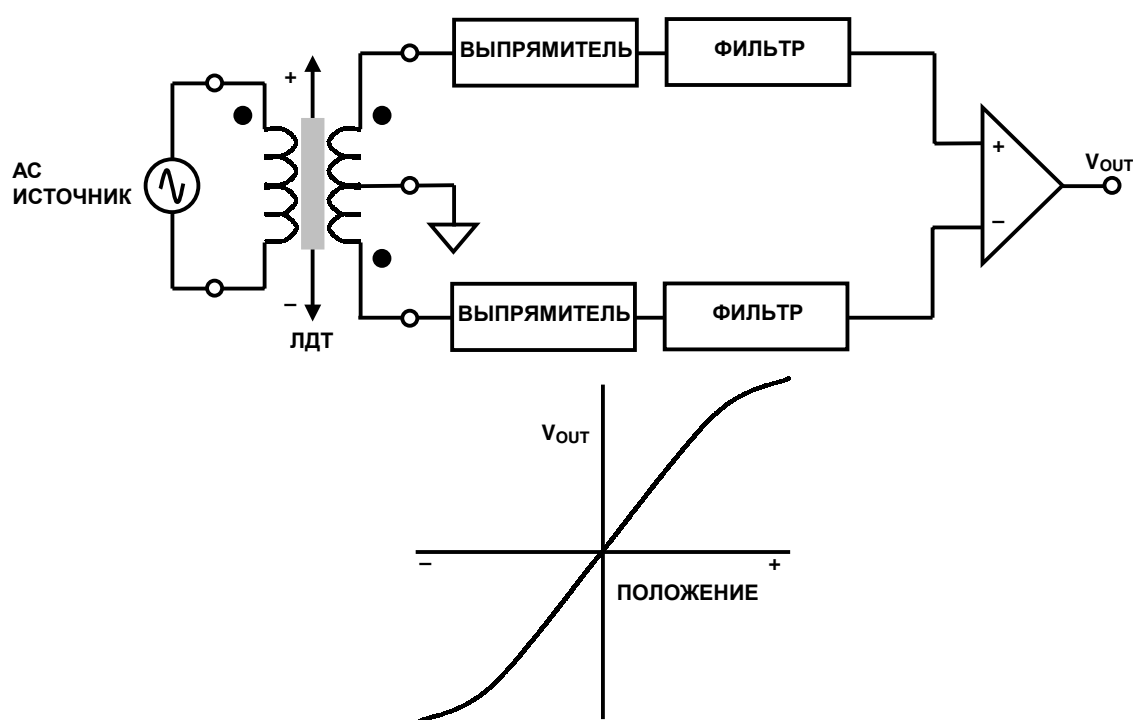 ВЫПРЯМИТЕЛЬ
ФИЛЬТР
+
АС
ИСТОЧНИК
+
–
VOUT
–
ЛДТ
ВЫПРЯМИТЕЛЬ
ФИЛЬТР
VOUT
–
+
ПОЛОЖЕНИЕ